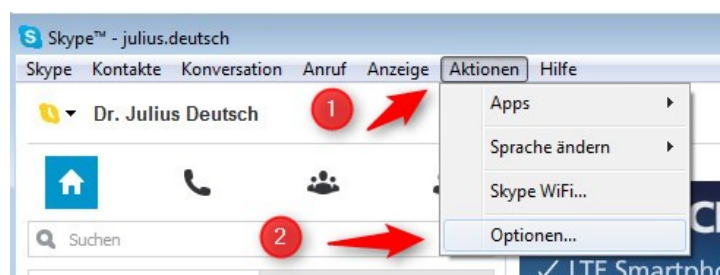 Skype™ - julius.deutsch
Skype Kontakte Konversation Anruf Anzeige Aktionen Hilfe
Dr. Julius Deutsch
1
Apps
Sprache ändern
Skype WiFi...
Suchen
2
Optionen...
✓ LTE